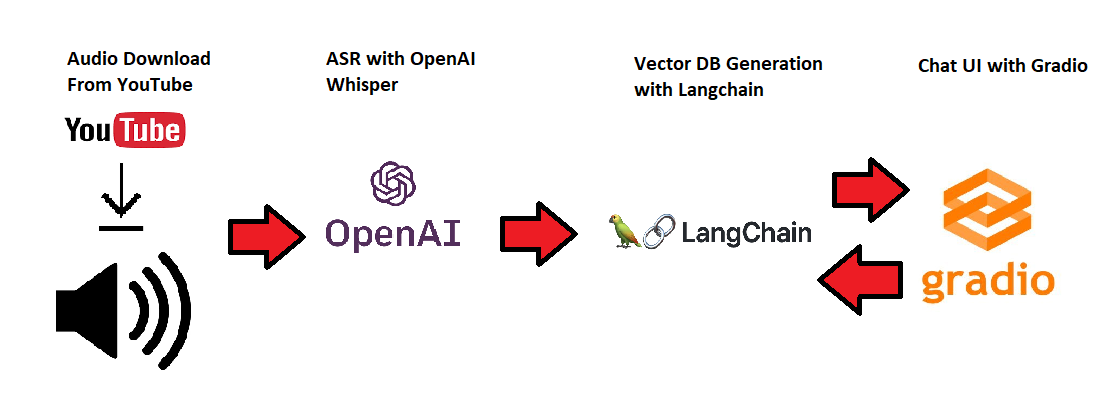 Audio Download
From YouTube
ASR with OpenAI
Whisper
Vector DB Generation
with Langchain
Chat UI with Gradio
YouTube
OpenAI
LangChain
gradio